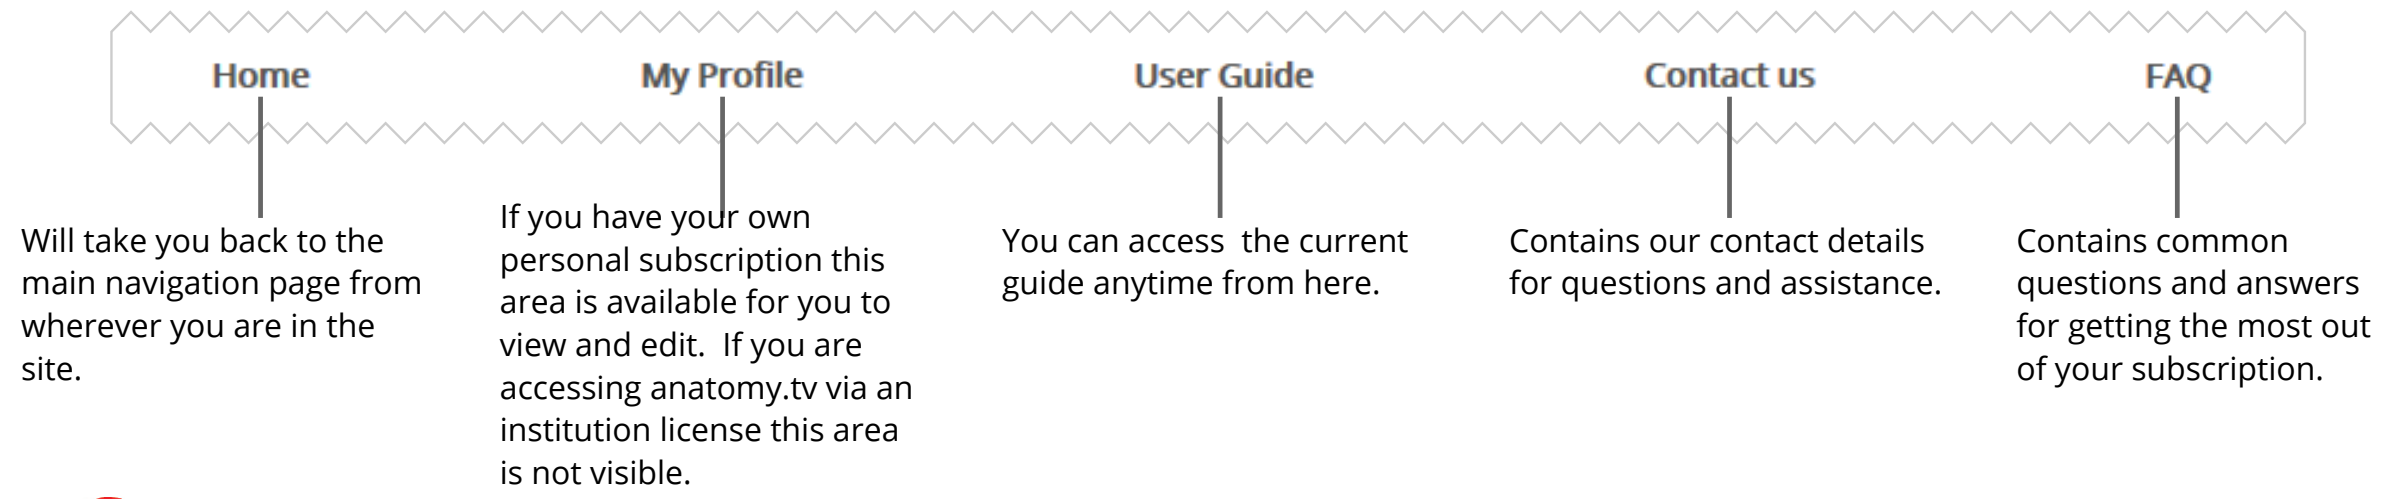 Home My Profile User Guide Contact us FAQ
Will take you back to the
main navigation page from
wherever you are in the
site.
If you have your own
personal subscription this
area is available for you to
view and edit.  If you are
accessing anatomy.tv via an
institution license this area
is not visible.
You can access  the current
guide anytime from here.
Contains our contact details
for questions and assistance.
Contains common
questions and answers
for getting the most out
of your subscription.